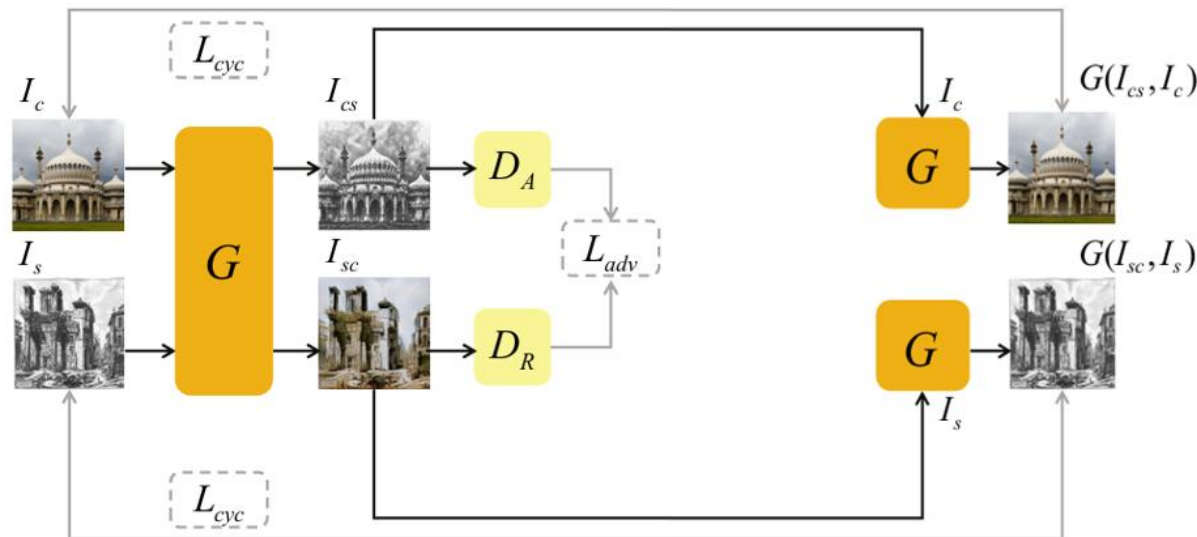 L_cyc
I_c
I_cs
I_c
G(I_cs, I_c)
D_A
G
I_s
I_sc
G
L_adv
G(I_sc, I_s)
D_R
G
I_s
L_cyc